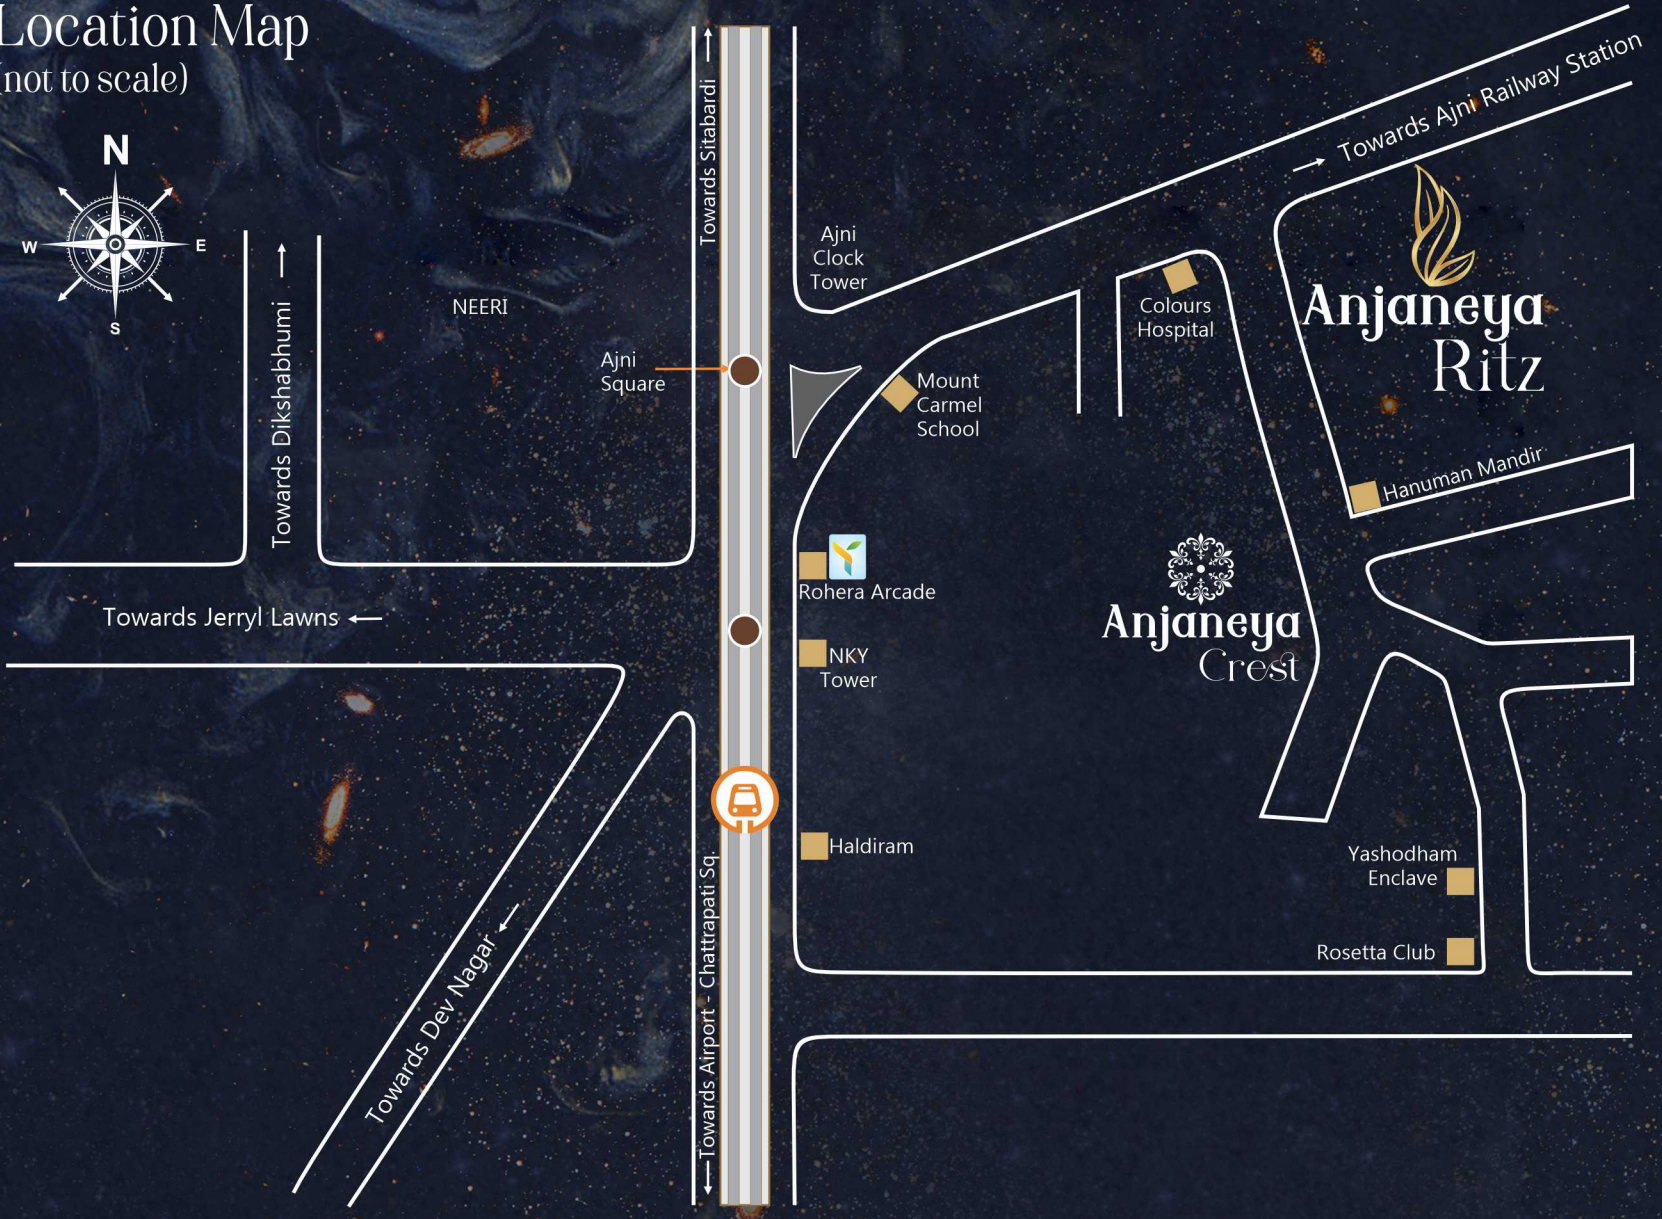 Location Map
(not to scale)
N
W
E
S
Towards Dikshabhumi
NEERI
Towards Sitabardi
Ajni
Clock
Tower
Ajni
Square
Towards Ajni Railway Station
Colours
Hospital
Anjaneya
Ritz
Mount
Carmel
School
Hanuman Mandir
Rohera Arcade
Towards Jerryl Lawns
NKY
Tower
Anjaneya
Crest
Haldiram
Yashodham
Enclave
Rosetta Club
Towards Dev Nagar
Towards Airport - Chattrapati Sq.